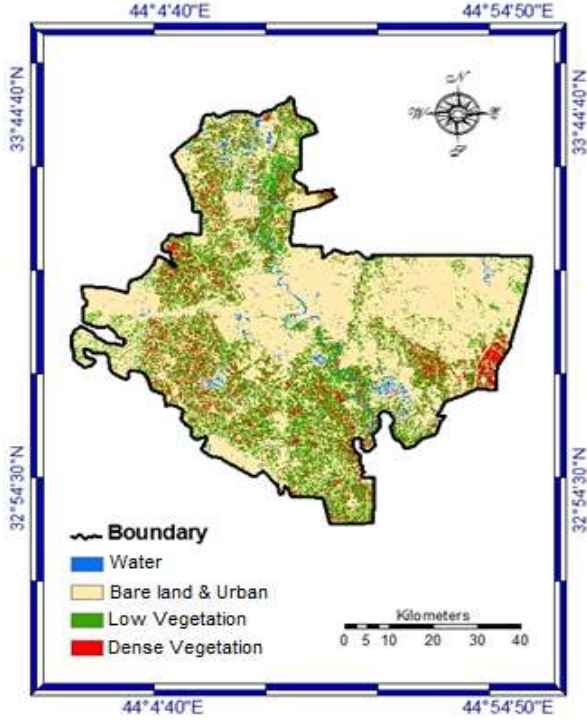 44°4'40"E 44°54'50"E
33°44'40"N 33°44'40"N
N
W E
S
32°54'30"N 32°54'30"N
Boundary
Water
Bare land & Urban
Low Vegetation
Dense Vegetation
Kilometers
0 5 10 20 30 40
44°4'40"E 44°54'50"E